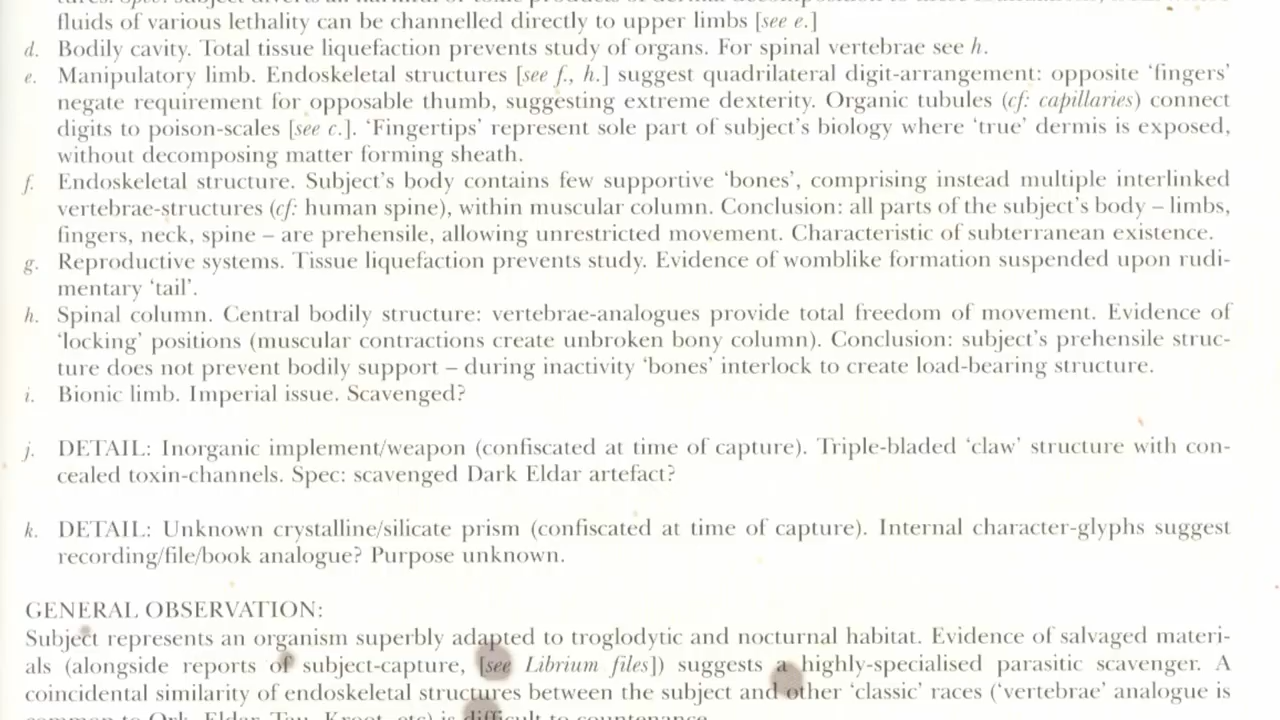 fluids of various lethality can be channelled directly to upper limbs [see e.]
d. Bodily cavity. Total tissue liquefaction prevents study of organs. For spinal vertebrae see h.
e. Manipulatory limb. Endoskeletal structures [see f., h.] suggest quadrilateral digit-arrangement: opposite ‘fingers’
negate requirement for opposable thumb, suggesting extreme dexterity. Organic tubules (cf: capillaries) connect
digits to poison-scales [see c.]. ‘Fingertips’ represent sole part of subject’s biology where ‘true’ dermis is exposed,
without decomposing matter forming sheath.
f. Endoskeletal structure. Subject’s body contains few supportive ‘bones’, comprising instead multiple interlinked
vertebrae-structures (cf: human spine), within muscular column. Conclusion: all parts of the subject’s body – limbs,
fingers, neck, spine – are prehensile, allowing unrestricted movement. Characteristic of subterranean existence.
g. Reproductive systems. Tissue liquefaction prevents study. Evidence of womblike formation suspended upon rudi-
mentary ‘tail’.
h. Spinal column. Central bodily structure: vertebrae-analogues provide total freedom of movement. Evidence of
‘locking’ positions (muscular contractions create unbroken bony column). Conclusion: subject’s prehensile struc-
ture does not prevent bodily support – during inactivity ‘bones’ interlock to create load-bearing structure.
i. Bionic limb. Imperial issue. Scavenged?
j. DETAIL: Inorganic implement/weapon (confiscated at time of capture). Triple-bladed ‘claw’ structure with con-
cealed toxin-channels. Spec: scavenged Dark Eldar artefact?
k. DETAIL: Unknown crystalline/silicate prism (confiscated at time of capture). Internal character-glyphs suggest
recording/file/book analogue? Purpose unknown.
GENERAL OBSERVATION:
Subject represents an organism superbly adapted to troglodytic and nocturnal habitat. Evidence of salvaged materi-
als (alongside reports of subject-capture, [see Librium files]) suggests a highly-specialised parasitic scavenger. A
coincidental similarity of endoskeletal structures between the subject and other ‘classic’ races (‘vertebrae’ analogue is
common to Ork, Eldar, Tau, Kroot, etc) is difficult to countenance.